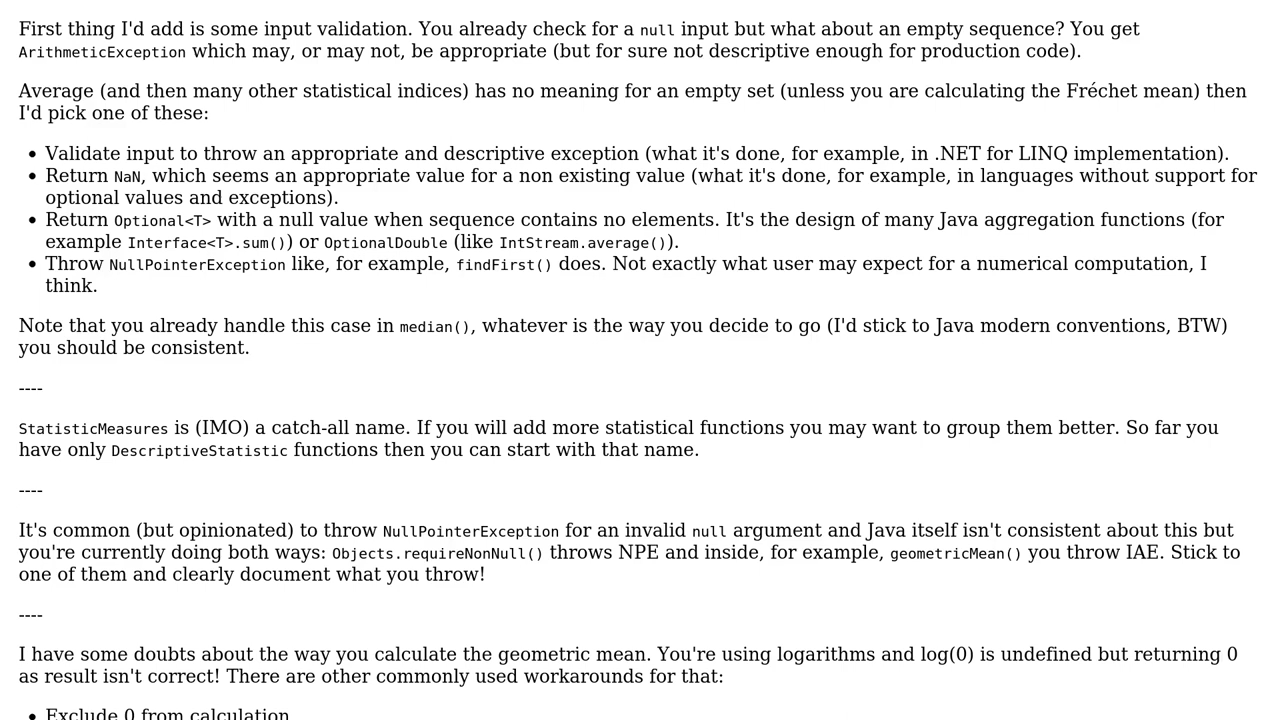 First thing I'd add is some input validation. You already check for a null input but what about an empty sequence? You get
ArithmeticException which may, or may not, be appropriate (but for sure not descriptive enough for production code).
Average (and then many other statistical indices) has no meaning for an empty set (unless you are calculating the Fréchet mean) then
I'd pick one of these:
• Validate input to throw an appropriate and descriptive exception (what it's done, for example, in .NET for LINQ implementation).
• Return NaN, which seems an appropriate value for a non existing value (what it's done, for example, in languages without support for
optional values and exceptions).
• Return Optional<T> with a null value when sequence contains no elements. It's the design of many Java aggregation functions (for
example Interface<T>.sum()) or OptionalDouble (like IntStream.average()).
• Throw NullPointerException like, for example, findFirst() does. Not exactly what user may expect for a numerical computation, I
think.
Note that you already handle this case in median(), whatever is the way you decide to go (I'd stick to Java modern conventions, BTW)
you should be consistent.
----
StatisticMeasures is (IMO) a catch-all name. If you will add more statistical functions you may want to group them better. So far you
have only DescriptiveStatistic functions then you can start with that name.
----
It's common (but opinionated) to throw NullPointerException for an invalid null argument and Java itself isn't consistent about this but
you're currently doing both ways: Objects.requireNonNull() throws NPE and inside, for example, geometricMean() you throw IAE. Stick to
one of them and clearly document what you throw!
----
I have some doubts about the way you calculate the geometric mean. You're using logarithms and log(0) is undefined but returning 0
as result isn't correct! There are other commonly used workarounds for that:
• Exclude 0 from calculation